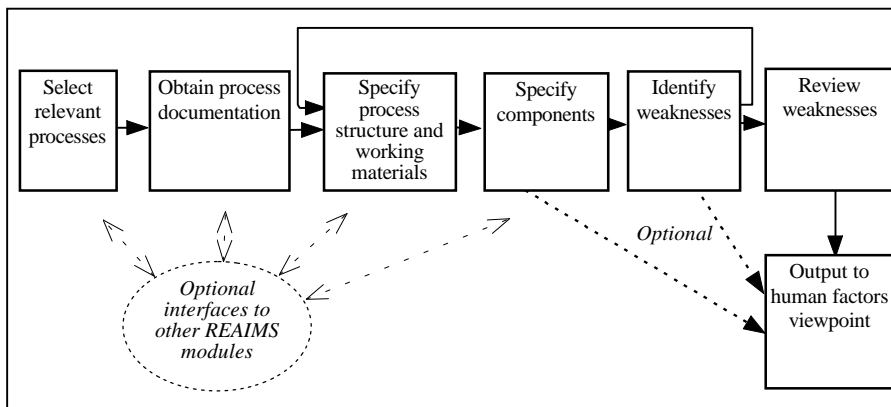 Select
relevant
processes
Obtain process
documentation
Specify
process
structure and
working
materials
Specify
components
Identify
weaknesses
Review
weaknesses
Optional
Output to
human factors
viewpoint
Optional
interfaces to
other REAIMS
modules